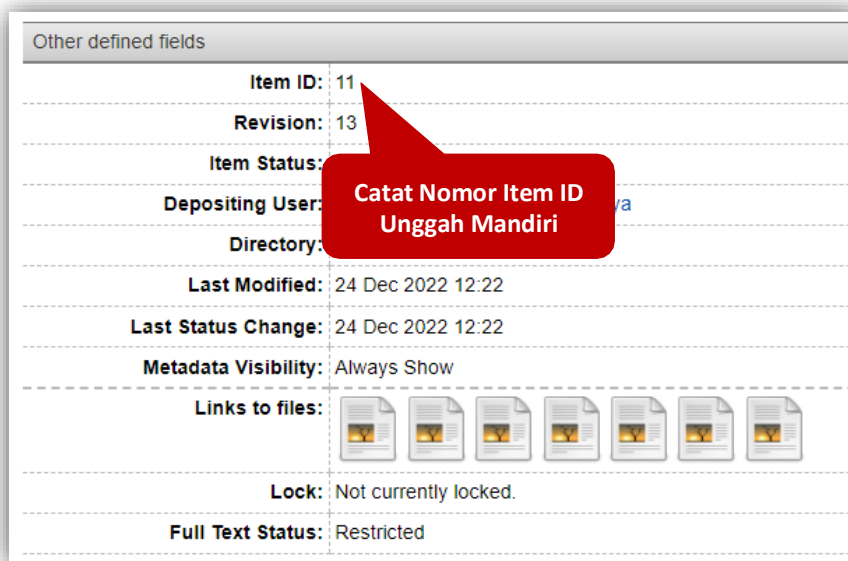 Other defined fields
Item ID: 11
Revision: 13
Item Status:
Catat Nomor Item ID
Unggah Mandiri
Depositing User: ya
Directory:
Last Modified: 24 Dec 2022 12:22
Last Status Change: 24 Dec 2022 12:22
Metadata Visibility: Always Show
Links to files:
Lock: Not currently locked.
Full Text Status: Restricted